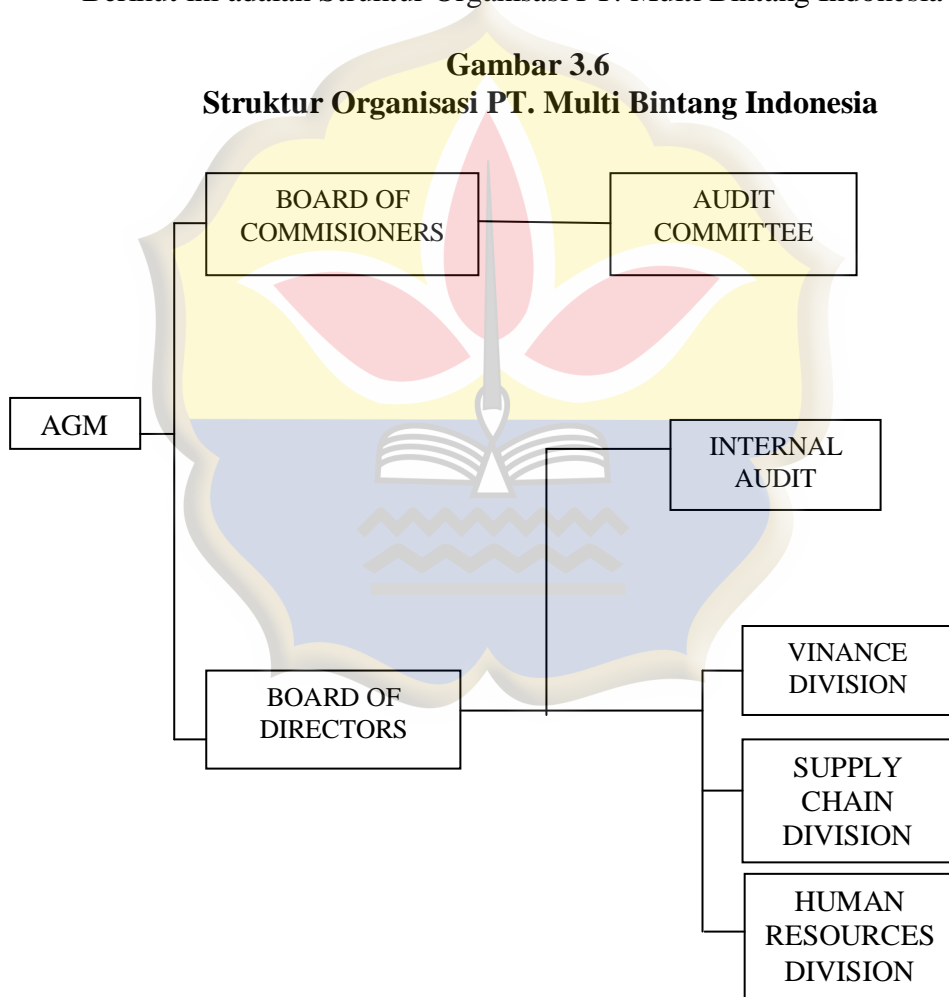 Berikut ini adalah Struktur Organisasi PT. Multi Bintang Indonesia
Gambar 3.6
Struktur Organisasi PT. Multi Bintang Indonesia
BOARD OF
COMMISIONERS
AUDIT
COMMITTEE
AGM
INTERNAL
AUDIT
BOARD OF
DIRECTORS
VINANCE
DIVISION
SUPPLY
CHAIN
DIVISION
HUMAN
RESOURCES
DIVISION